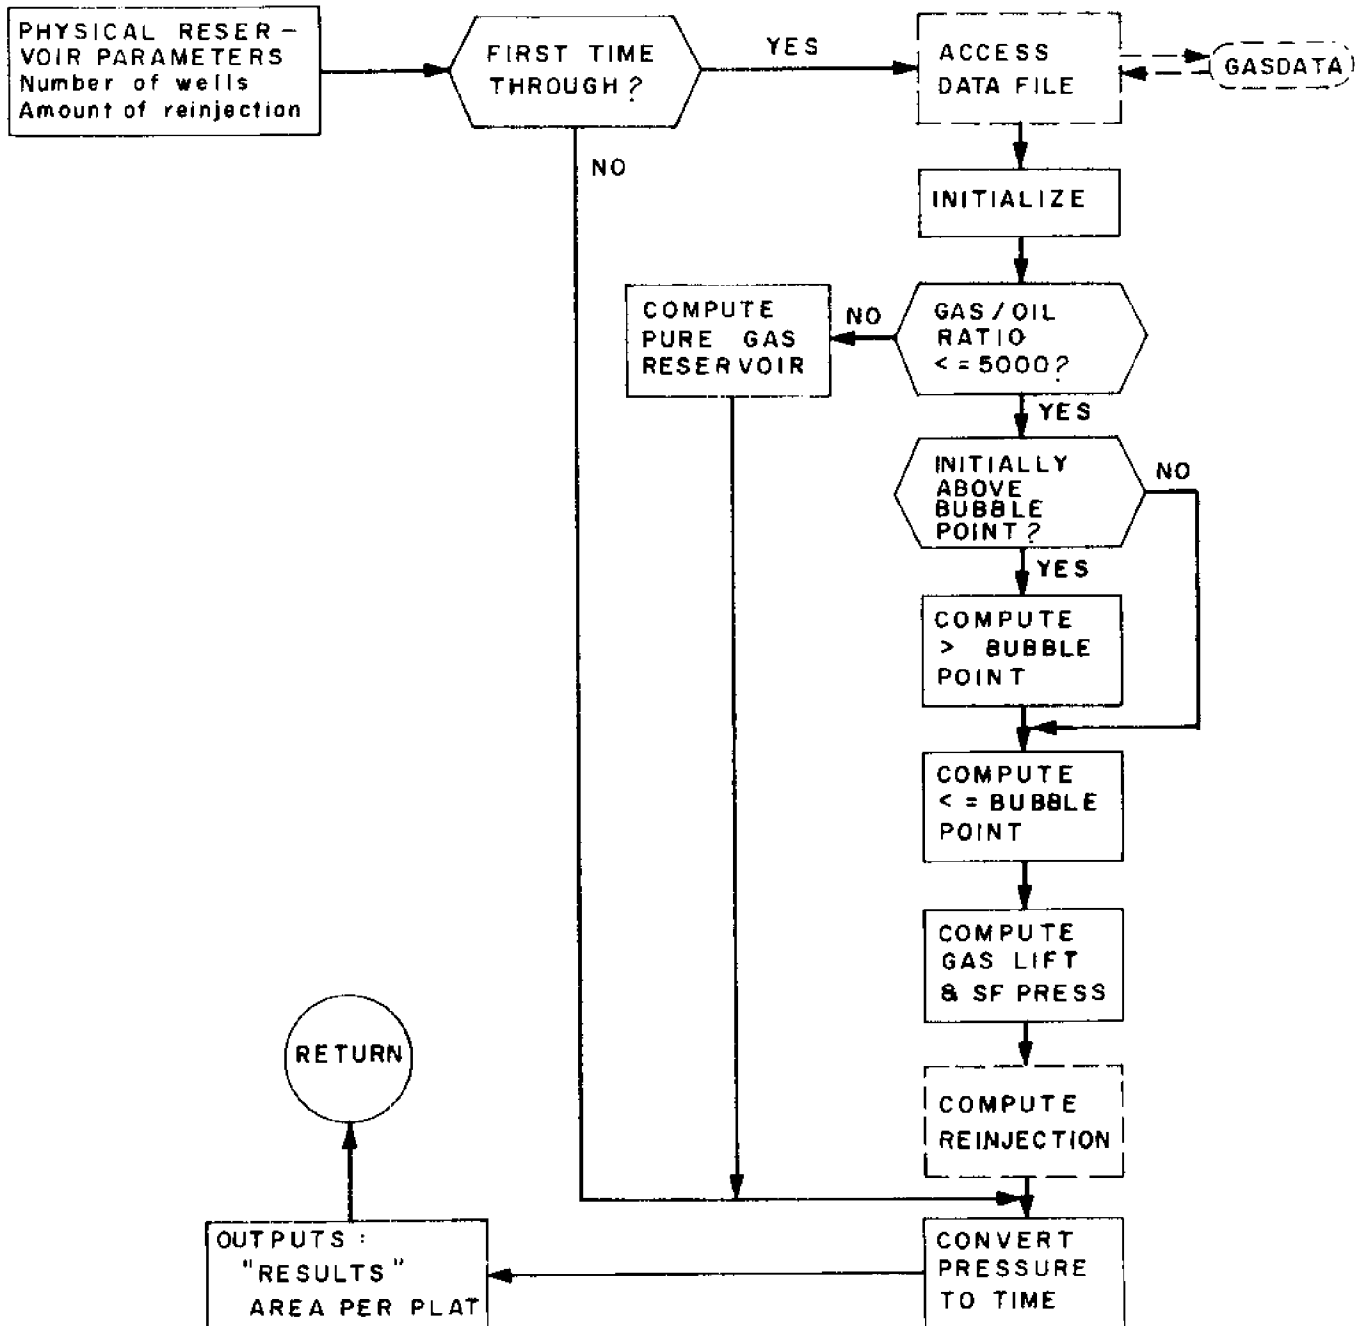 PHYSICAL RESER-
VOIR PARAMETERS
Number of wells
Amount of reinjection
FIRST TIME
THROUGH?
YES
NO
ACCESS
DATA FILE
GASDATA
INITIALIZE
COMPUTE
PURE GAS
RESERVOIR
NO
GAS/OIL
RATIO
<=5000?
YES
INITIALLY
ABOVE
BUBBLE
POINT?
NO
YES
COMPUTE
> BUBBLE
POINT
COMPUTE
<=BUBBLE
POINT
COMPUTE
GAS LIFT
& SF PRESS
RETURN
COMPUTE
REINJECTION
OUTPUTS:
"RESULTS"
AREA PER PLAT
CONVERT
PRESSURE
TO TIME